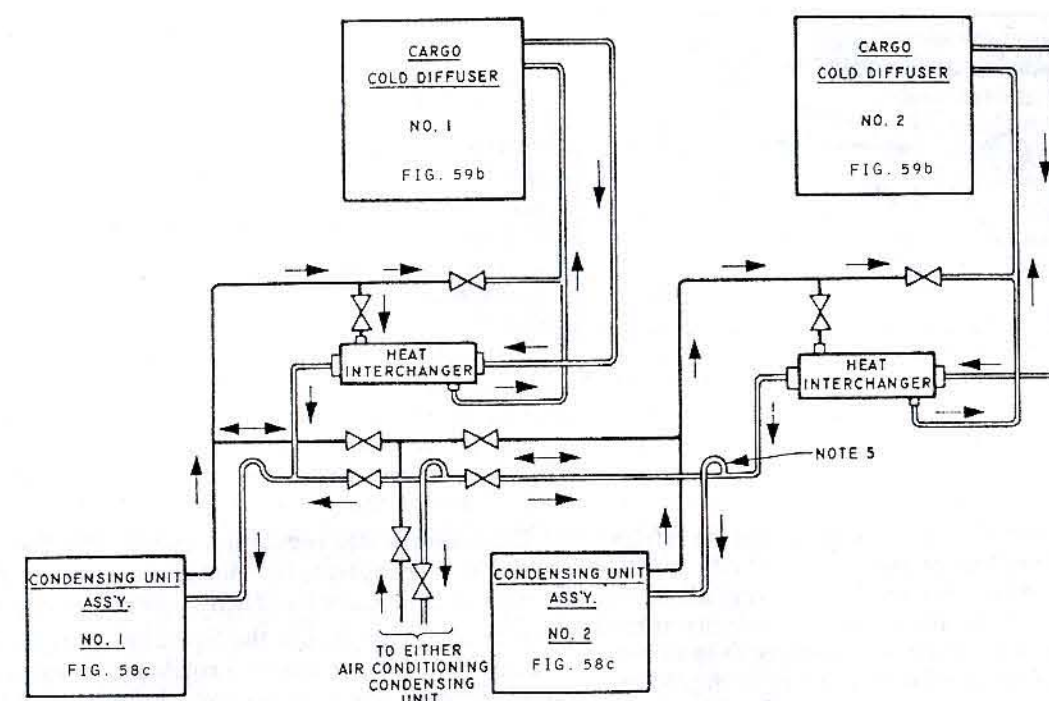 CARGO
COLD DIFFUSER
NO. 1
FIG. 59b
CARGO
COLD DIFFUSER
NO. 2
FIG. 59b
HEAT
INTERCHANGER
HEAT
INTERCHANGER
NOTE 5
CONDENSING UNIT
ASS'Y.
NO. 1
FIG. 58c
TO EITHER
AIR CONDITIONING
CONDENSING
UNIT
CONDENSING UNIT
ASS'Y.
NO. 2
FIG. 58c